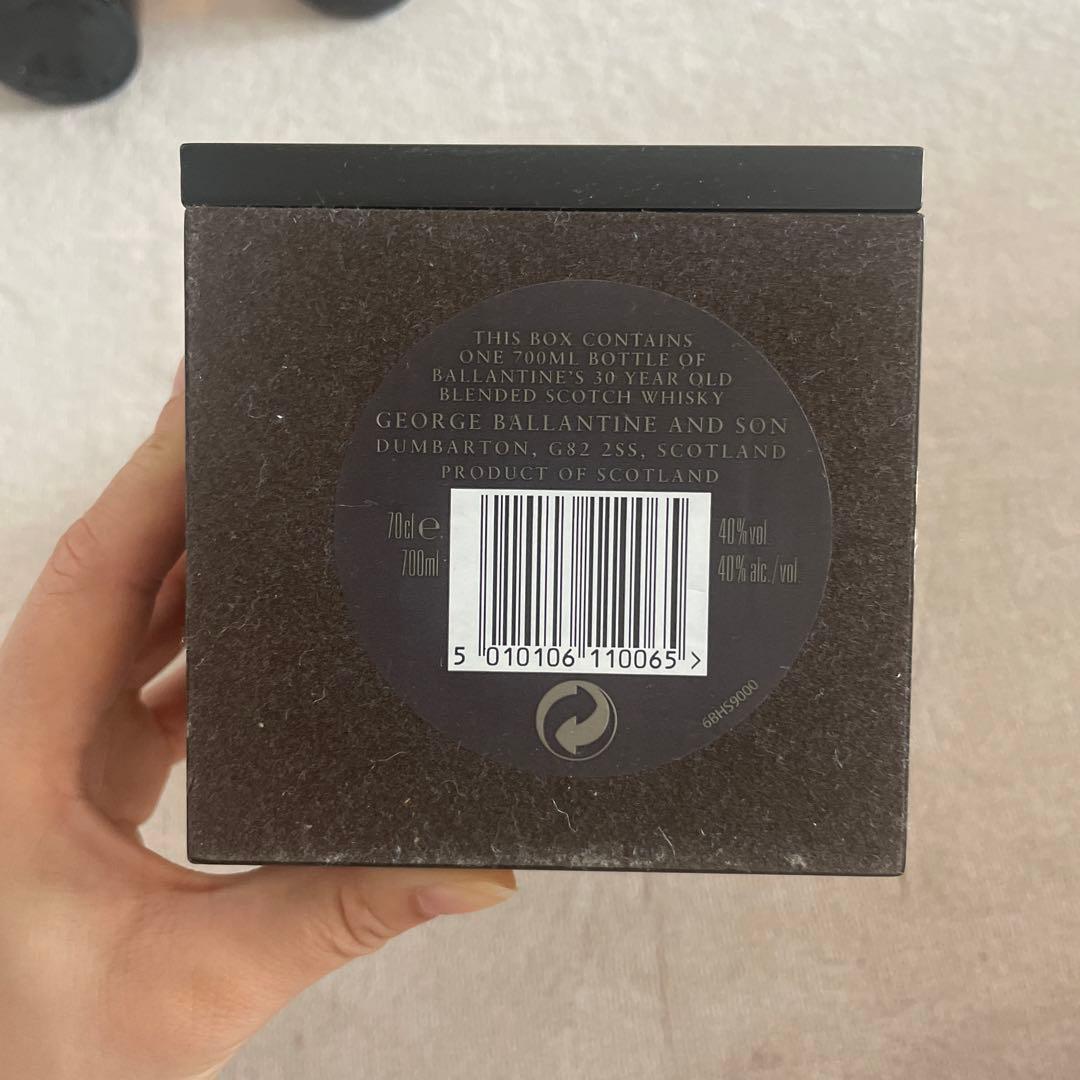 THIS BOX CONTAINS
ONE 700ML BOTTLE OF
BALLANTINE'S 30 YEAR OLD
BLENDED SCOTCH WHISKY
GEORGE BALLANTINE AND SON
DUMBARTON, G82 2SS, SCOTLAND
PRODUCT OF SCOTLAND
70cl e 40%vol
700ml 40% alc./vol
5 010106 110065 >
6BHS9000